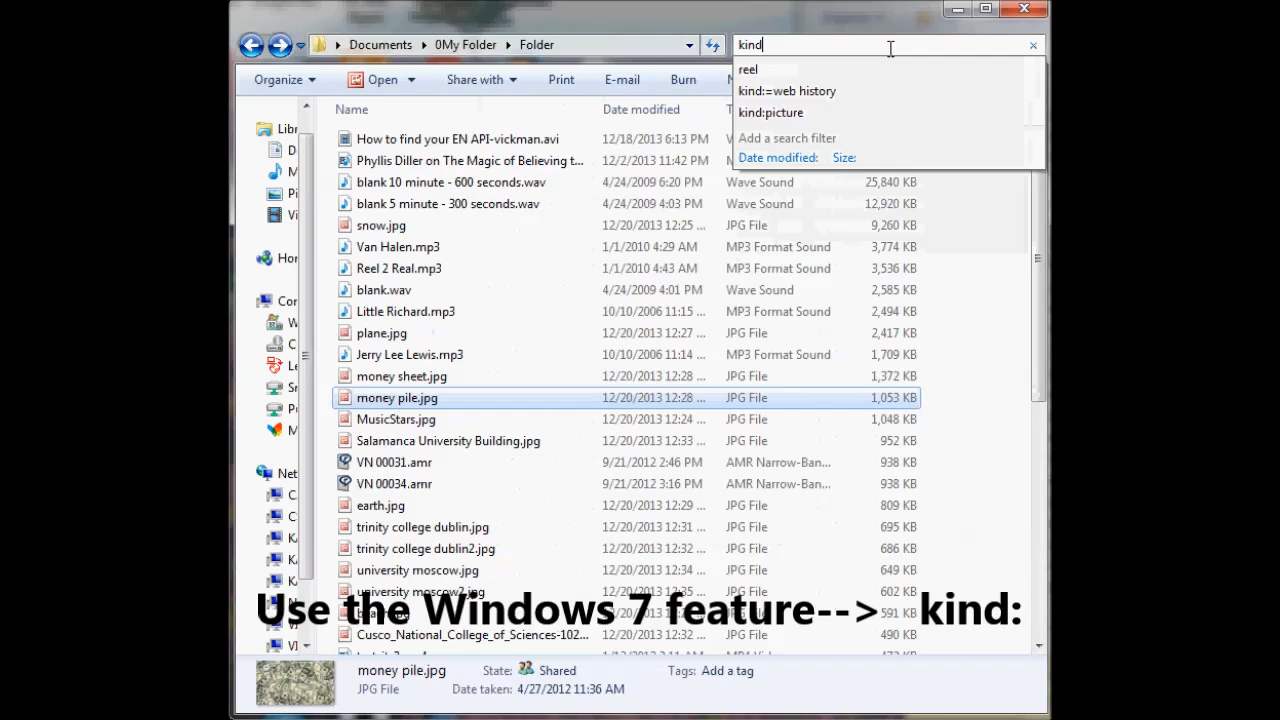 Documents 0My Folder Folder kind
reel
kind:=web history
kind:picture
Add a search filter
Date modified: Size:
Organize Open Share with Print E-mail Burn
Name Date modified
How to find your EN API-vickman.avi 12/18/2013 6:13 PM
Phyllis Diller on The Magic of Believing t... 12/2/2013 11:42 PM
blank 10 minute - 600 seconds.wav 4/24/2009 6:20 PM Wave Sound 25,840 KB
blank 5 minute - 300 seconds.wav 4/24/2009 4:03 PM Wave Sound 12,920 KB
snow.jpg 12/20/2013 12:25 ... JPG File 9,260 KB
Van Halen.mp3 1/1/2010 4:29 AM MP3 Format Sound 3,774 KB
Reel 2 Real.mp3 1/1/2010 4:43 AM MP3 Format Sound 3,536 KB
blank.wav 4/24/2009 4:01 PM Wave Sound 2,585 KB
Little Richard.mp3 10/10/2006 11:15 ... MP3 Format Sound 2,494 KB
plane.jpg 12/20/2013 12:27 ... JPG File 2,417 KB
Jerry Lee Lewis.mp3 10/10/2006 11:14 ... MP3 Format Sound 1,709 KB
money sheet.jpg 12/20/2013 12:28 ... JPG File 1,372 KB
money pile.jpg 12/20/2013 12:28 ... JPG File 1,053 KB
MusicStars.jpg 12/20/2013 12:24 ... JPG File 1,048 KB
Salamanca University Building.jpg 12/20/2013 12:33 ... JPG File 952 KB
VN 00031.amr 9/21/2012 2:46 PM AMR Narrow-Ban... 938 KB
VN 00034.amr 9/21/2012 3:16 PM AMR Narrow-Ban... 938 KB
earth.jpg 12/20/2013 12:29 ... JPG File 809 KB
trinity college dublin.jpg 12/20/2013 12:31 ... JPG File 695 KB
trinity college dublin2.jpg 12/20/2013 12:32 ... JPG File 686 KB
university moscow.jpg 12/20/2013 12:34 ... JPG File 649 KB
university moscow2.jpg 12/20/2013 12:35 ... JPG File 602 KB
591 KB
Use the Windows 7 feature--> kind:
Cusco_National_College_of_Sciences-102... 12/20/2013 12:36 ... JPG File 490 KB
money pile.jpg State: Shared Tags: Add a tag
JPG File Date taken: 4/27/2012 11:36 AM